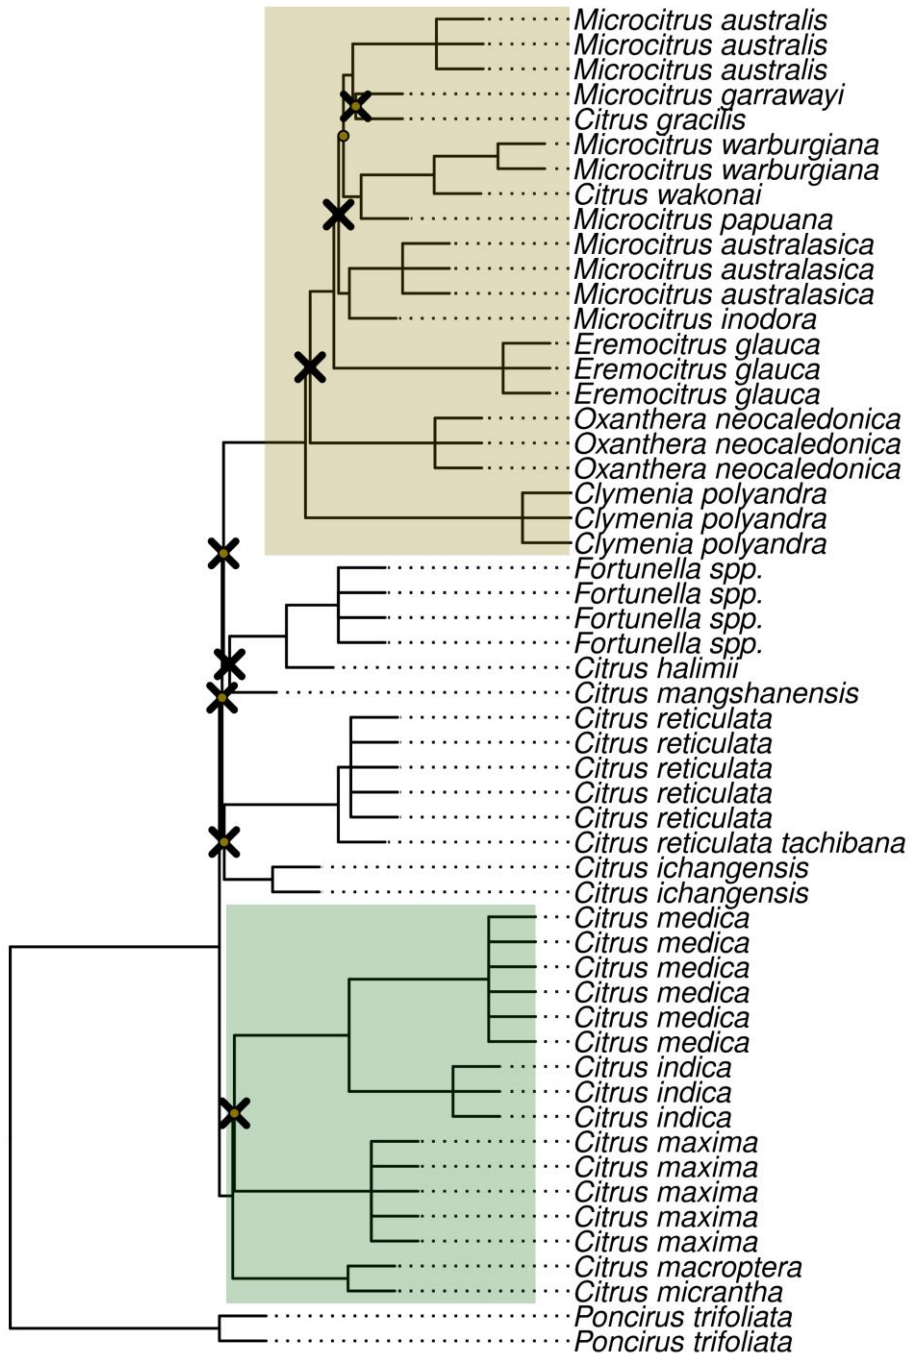 Microcitrus australis
Microcitrus australis
Microcitrus australis
Microcitrus garrawayi
Citrus gracilis
Microcitrus warburgiana
Microcitrus warburgiana
Citrus wakonai
Microcitrus papuana
Microcitrus australasica
Microcitrus australasica
Microcitrus australasica
Microcitrus inodora
Eremocitrus glauca
Eremocitrus glauca
Eremocitrus glauca
Oxanthera neocaledonica
Oxanthera neocaledonica
Oxanthera neocaledonica
Clymenia polyandra
Clymenia polyandra
Clymenia polyandra
Fortunella spp.
Fortunella spp.
Fortunella spp.
Fortunella spp.
Citrus halimii
Citrus mangshanensis
Citrus reticulata
Citrus reticulata
Citrus reticulata
Citrus reticulata
Citrus reticulata
Citrus reticulata tachibana
Citrus ichangensis
Citrus ichangensis
Citrus medica
Citrus medica
Citrus medica
Citrus medica
Citrus medica
Citrus medica
Citrus indica
Citrus indica
Citrus indica
Citrus maxima
Citrus maxima
Citrus maxima
Citrus maxima
Citrus maxima
Citrus macroptera
Citrus micrantha
Poncirus trifoliata
Poncirus trifoliata